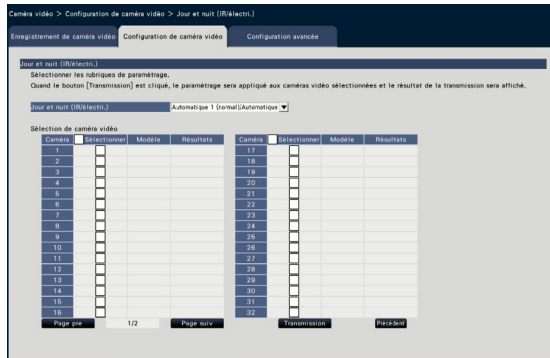 Caméra vidéo > Configuration de caméra vidéo > Jour et nuit (IR/électri.)
Enregistrement de caméra vidéo Configuration de caméra vidéo Configuration avancée
Jour et nuit (IR/électri.)
Sélectionner les rubriques de paramétrage.
Quand le bouton [Transmission] est cliqué, le paramétrage sera appliqué aux caméras vidéo sélectionnées et le résultat de la transmission sera affiché.
Jour et nuit (IR/électri.) Automatique 1 (normal)/Automatique
Sélection de caméra vidéo
Caméra Sélectionner Modèle Résultats Caméra Sélectionner Modèle Résultats
1 17
2 18
3 19
4 20
5 21
6 22
7 23
8 24
9 25
10 26
11 27
12 28
13 29
14 30
15 31
16 32
Page pre 1/2 Page suiv Transmission Précédent